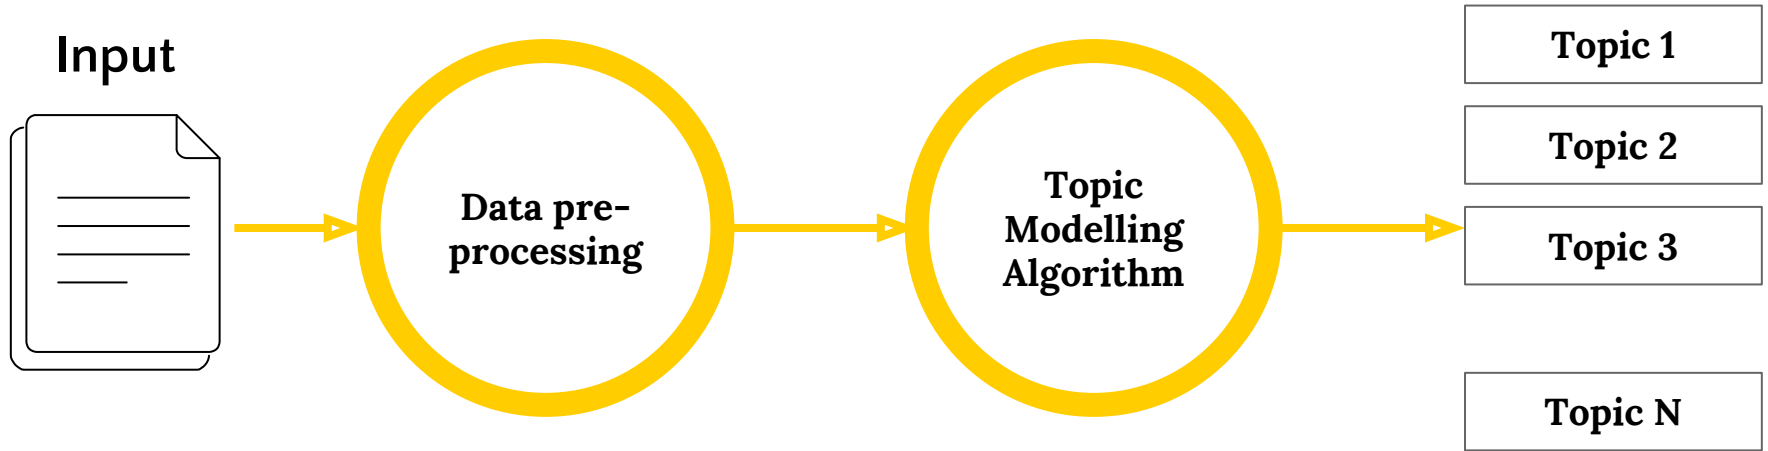 Input
Data pre-
processing
Topic
Modelling
Algorithm
Topic 1
Topic 2
Topic 3
Topic N